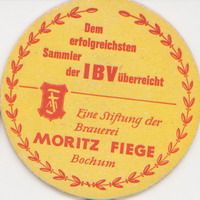 Dem
erfolgreichsten
Sammler
der IBV überreicht
Eine Stiftung der
Brauerei
MORITZ FIEGE
Bochum